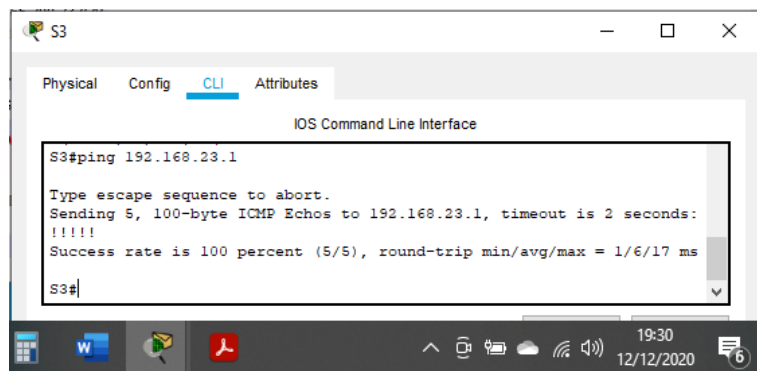 S3
Physical Config CLI Attributes
IOS Command Line Interface
S3#ping 192.168.23.1
Type escape sequence to abort.
Sending 5, 100-byte ICMP Echos to 192.168.23.1, timeout is 2 seconds:
!!!!!
Success rate is 100 percent (5/5), round-trip min/avg/max = 1/6/17 ms
S3#
19:30
12/12/2020
6